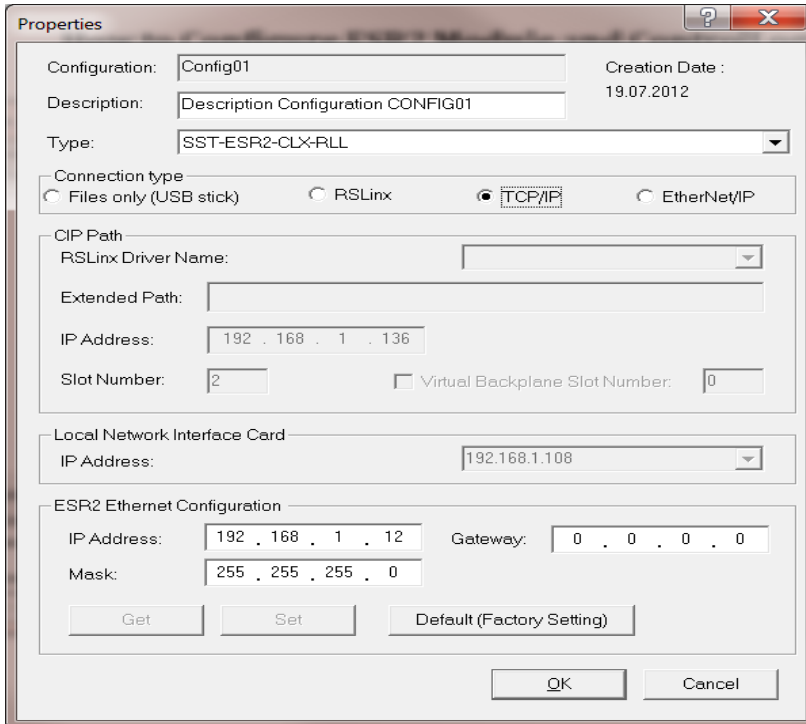 Properties
Configuration: Config01 Creation Date :
19.07.2012
Description: Description Configuration CONFIG01
Type: SST-ESR2-CLX-RLL
Connection type
Files only (USB stick) RSLinx TCP/IP EtherNet/IP
CIP Path
RSLinx Driver Name:
Extended Path:
IP Address: 192 . 168 . 1 . 136
Slot Number: 2 Virtual Backplane Slot Number: 0
Local Network Interface Card
IP Address: 192.168.1.108
ESR2 Ethernet Configuration
IP Address: 192 . 168 . 1 . 12 Gateway: 0 . 0 . 0 . 0
Mask: 255 . 255 . 255 . 0
Get Set Default (Factory Setting)
OK Cancel